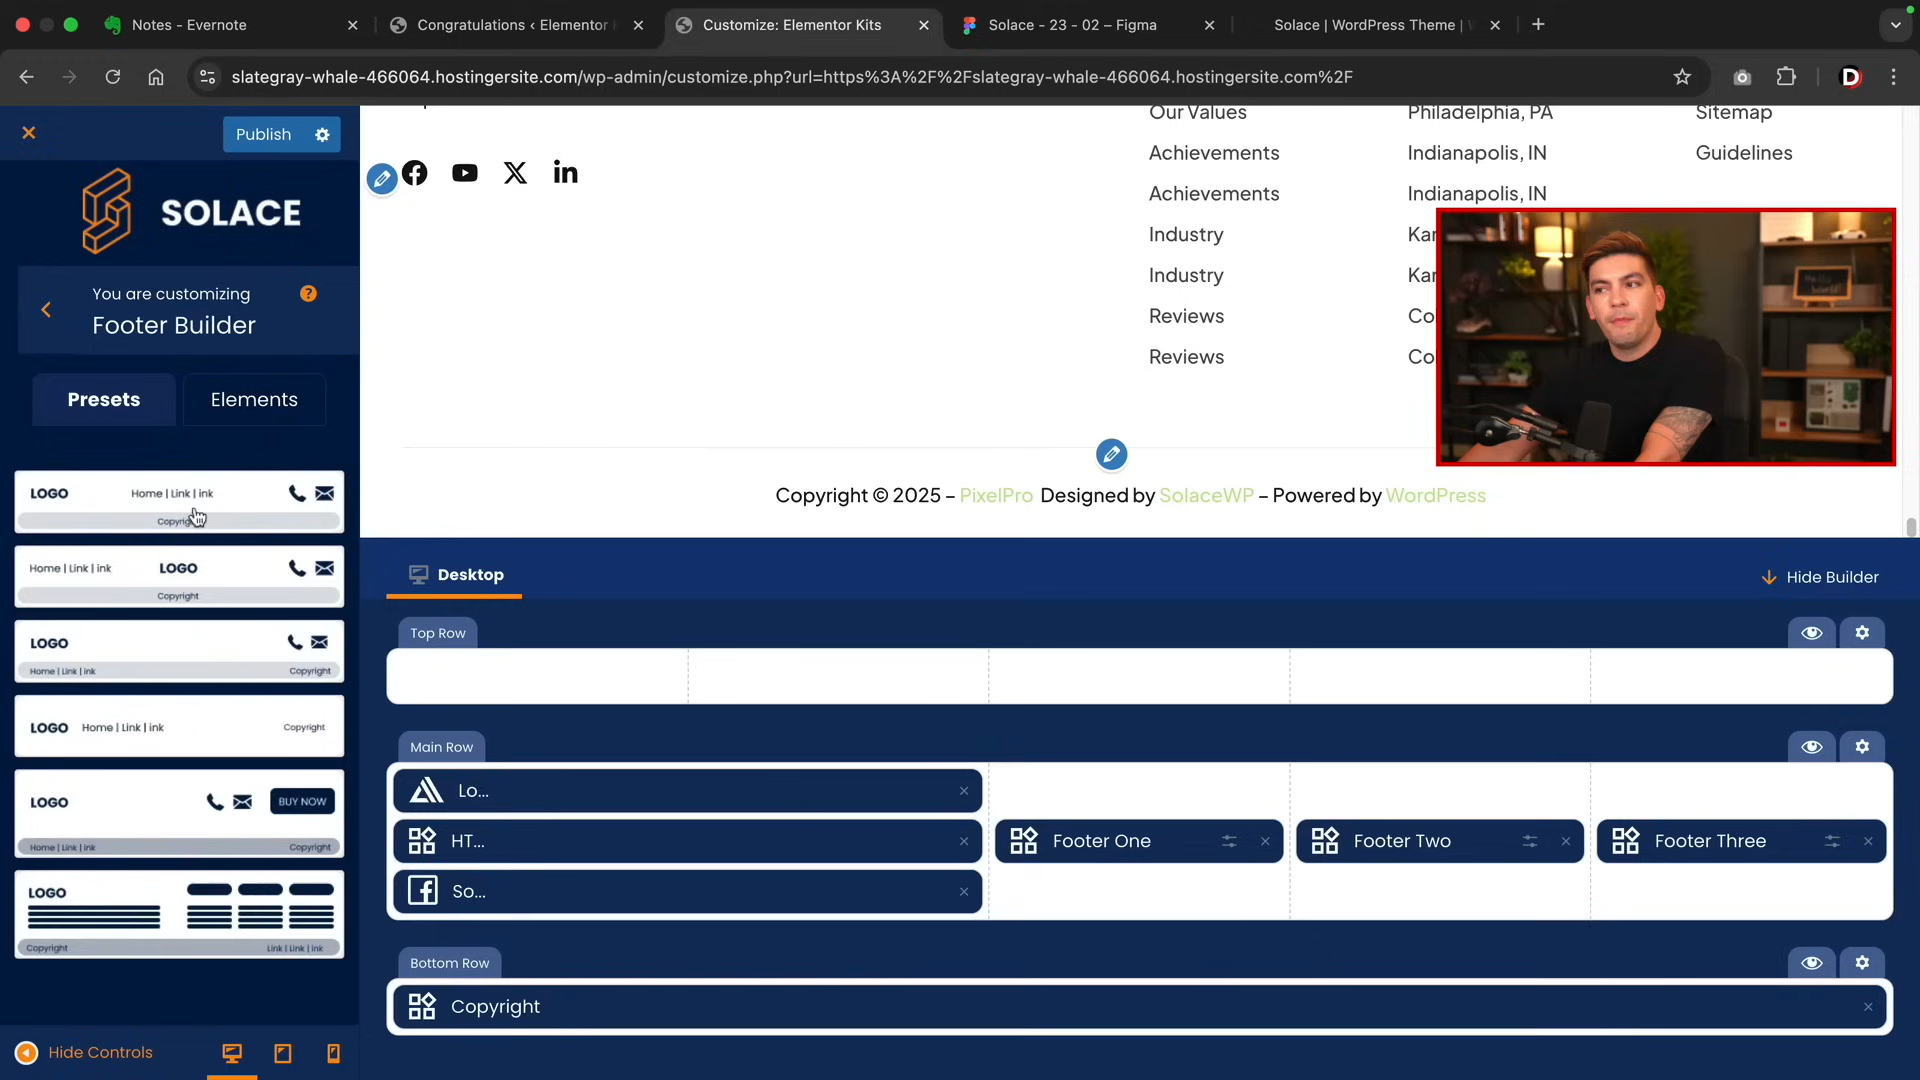 Notes - Evernote
Congratulations ‹ Elementor
Customize: Elementor Kits
Solace - 23 - 02 – Figma
Solace | WordPress Theme |
slategray-whale-466064.hostingersite.com/wp-admin/customize.php?url=https%3A%2F%2Fslategray-whale-466064.hostingersite.com%2F
D
Publish
SOLACE
You are customizing
Footer Builder
?
Presets
Elements
LOGO
Home | Link | ink
Home | Link | ink
LOGO
Copyright
LOGO
Home | Link | ink
Copyright
LOGO
Home | Link | ink
Copyright
LOGO
BUY NOW
Home | Link | ink
Copyright
LOGO
Copyright
Link | Link | ink
Hide Controls
Our Values
Achievements
Achievements
Industry
Industry
Reviews
Reviews
Philadelphia, PA
Indianapolis, IN
Indianapolis, IN
Kar
Kar
Co
Co
Sitemap
Guidelines
Copyright © 2025 – PixelPro Designed by SolaceWP – Powered by WordPress
Desktop
Hide Builder
Top Row
Main Row
Lo...
HT...
So...
Footer One
Footer Two
Footer Three
Bottom Row
Copyright